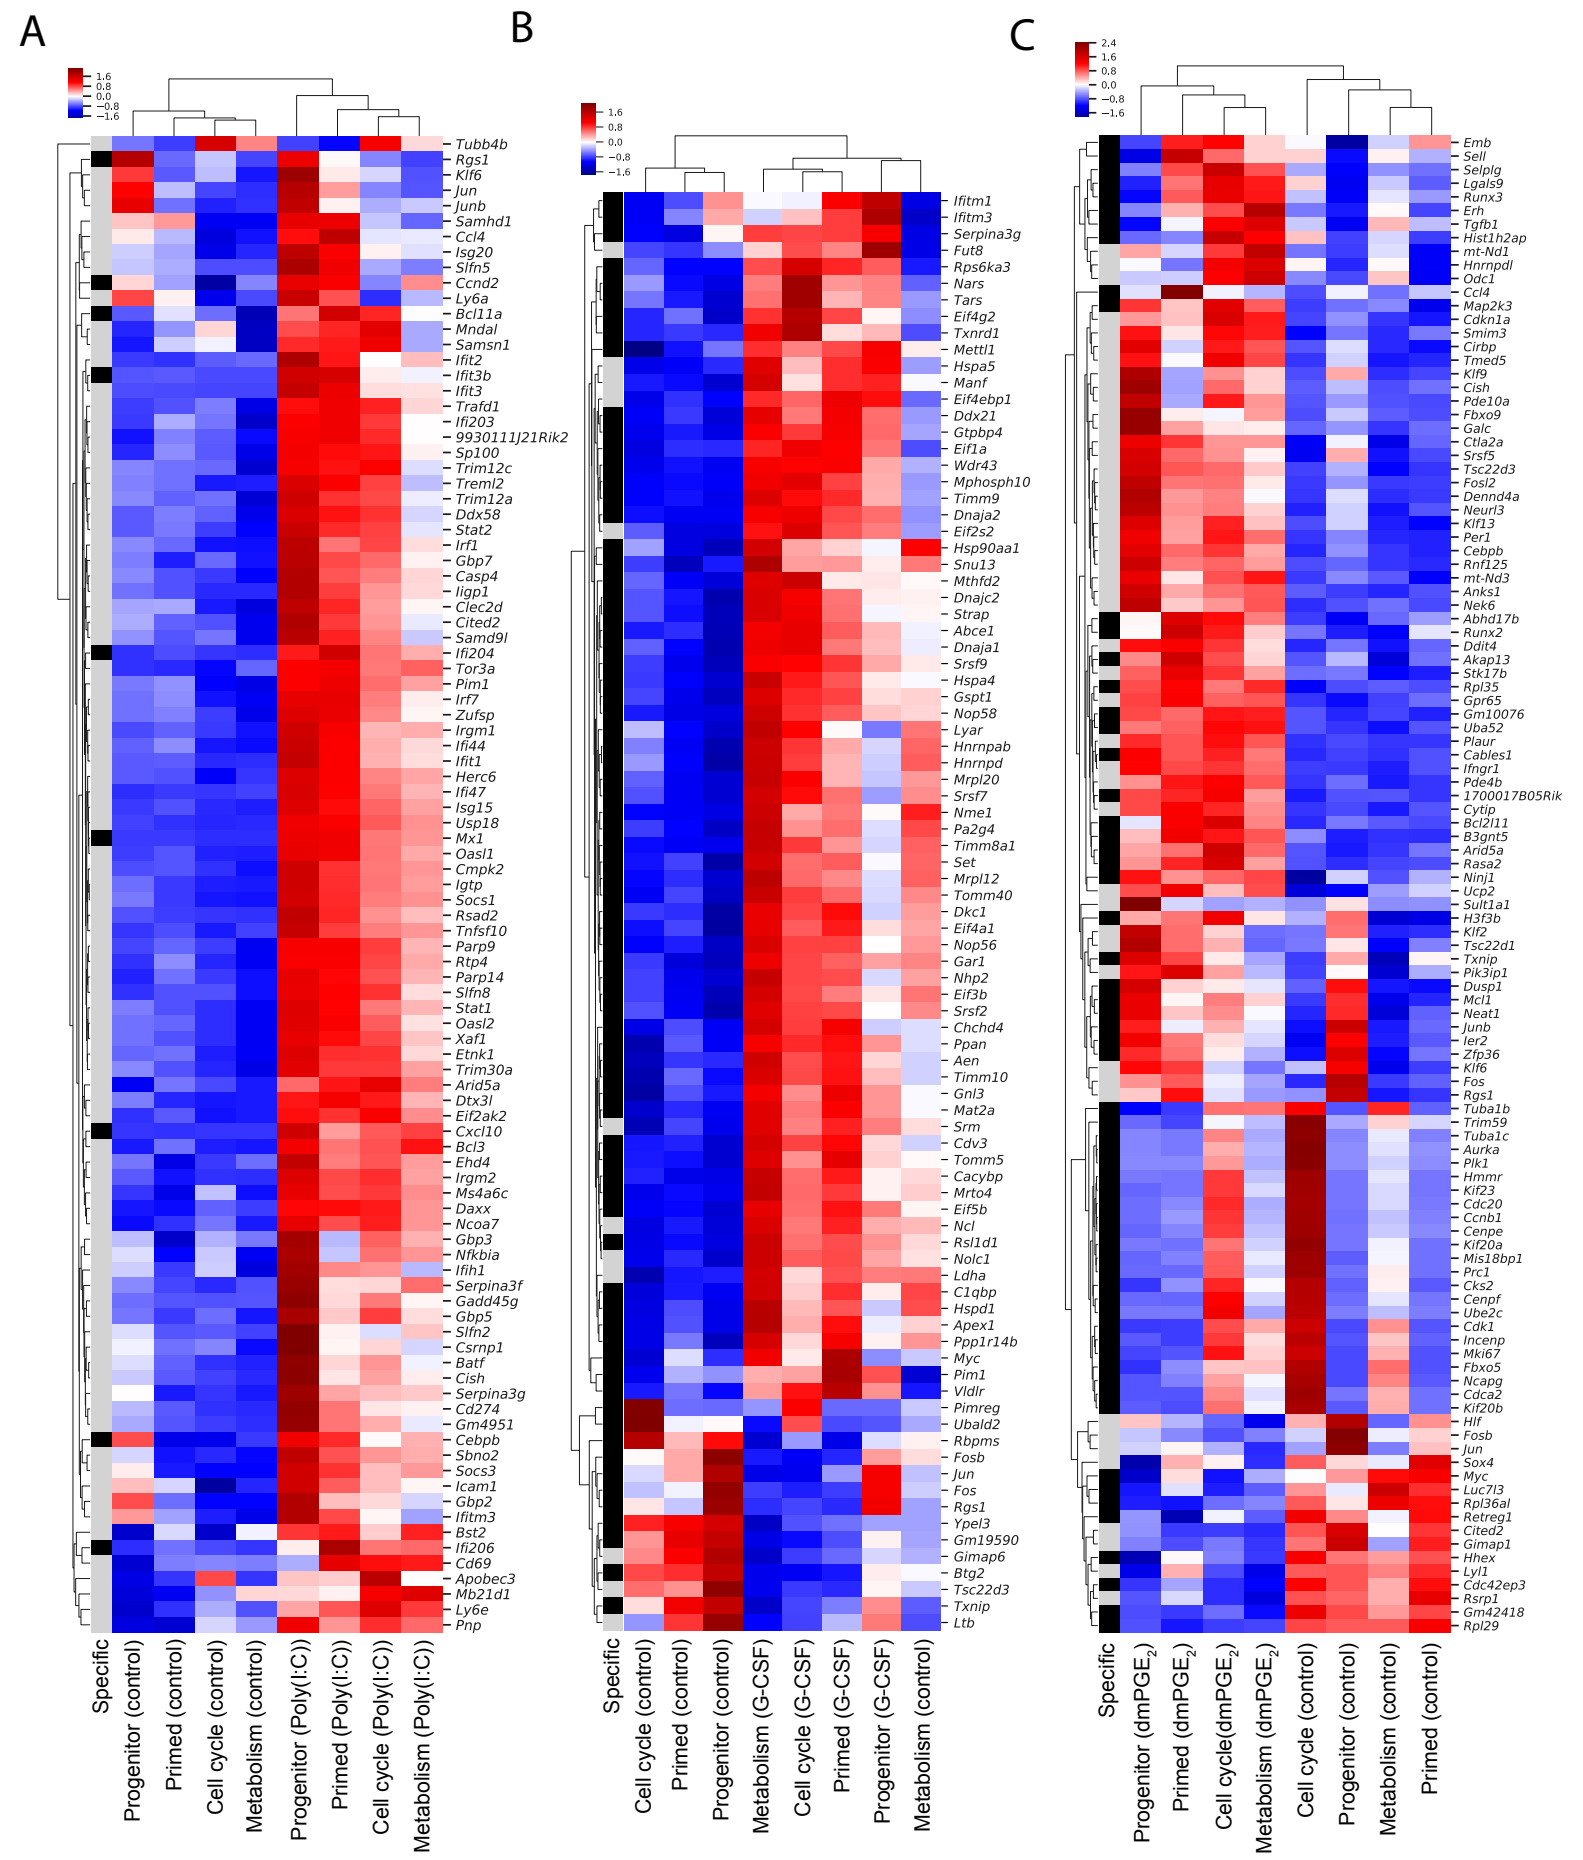 A
1.6
0.8
0.0
−0.8
−1.6
Tubb4b
Rgs1
Klf6
Jun
Junb
Samhd1
Ccl4
Isg20
Slfn5
Ccnd2
Ly6a
Bcl11a
Mndal
Samsn1
Ifit2
Ifit3b
Ifit3
Trafd1
Ifi203
9930111J21Rik2
Sp100
Trim12c
Treml2
Trim12a
Ddx58
Stat2
Irf1
Gbp7
Casp4
Iigp1
Clec2d
Cited2
Samd9l
Ifi204
Tor3a
Pim1
Irf7
Zufsp
Irgm1
Ifi44
Ifit1
Herc6
Ifi47
Isg15
Usp18
Mx1
Oasl1
Cmpk2
Igtp
Socs1
Rsad2
Tnfsf10
Parp9
Rtp4
Parp14
Slfn8
Stat1
Oasl2
Xaf1
Etnk1
Trim30a
Arid5a
Dtx3l
Eif2ak2
Cxcl10
Bcl3
Ehd4
Irgm2
Ms4a6c
Daxx
Ncoa7
Gbp3
Nfkbia
Ifih1
Serpina3f
Gadd45g
Gbp5
Slfn2
Csrnp1
Batf
Cish
Serpina3g
Cd274
Gm4951
Cebpb
Sbno2
Socs3
Icam1
Gbp2
Ifitm3
Bst2
Ifi206
Cd69
Apobec3
Mb21d1
Ly6e
Pnp
Specific
Progenitor (control)
Primed (control)
Cell cycle (control)
Metabolism (control)
Progenitor (Poly(I:C))
Primed (Poly(I:C))
Cell cycle (Poly(I:C))
Metabolism (Poly(I:C))
B
1.6
0.8
0.0
−0.8
−1.6
Ifitm1
Ifitm3
Serpina3g
Fut8
Rps6ka3
Nars
Tars
Eif4g2
Txnrd1
Mettl1
Hspa5
Manf
Eif4ebp1
Ddx21
Gtpbp4
Eif1a
Wdr43
Mphosph10
Timm9
Dnaja2
Eif2s2
Hsp90aa1
Snu13
Mthfd2
Dnajc2
Strap
Abce1
Dnaja1
Srsf9
Hspa4
Gspt1
Nop58
Lyar
Hnrnpab
Hnrnpd
Mrpl20
Srsf7
Nme1
Pa2g4
Timm8a1
Set
Mrpl12
Tomm40
Dkc1
Eif4a1
Nop56
Gar1
Nhp2
Eif3b
Srsf2
Chchd4
Ppan
Aen
Timm10
Gnl3
Mat2a
Srm
Cdv3
Tomm5
Cacybp
Mrto4
Eif5b
Ncl
Rsl1d1
Nolc1
Ldha
C1qbp
Hspd1
Apex1
Ppp1r14b
Myc
Pim1
Vldlr
Pimreg
Ubald2
Rbpms
Fosb
Jun
Fos
Rgs1
Ypel3
Gm19590
Gimap6
Btg2
Tsc22d3
Txnip
Ltb
Specific
Cell cycle (control)
Primed (control)
Progenitor (control)
Metabolism (G-CSF)
Cell cycle (G-CSF)
Primed (G-CSF)
Progenitor (G-CSF)
Metabolism (control)
C
2.4
1.6
0.8
0.0
−0.8
−1.6
Emb
Sell
Selplg
Lgals9
Runx3
Erh
Tgfb1
Hist1h2ap
mt-Nd1
Hnrnpdl
Odc1
Ccl4
Map2k3
Cdkn1a
Smim3
Cirbp
Tmed5
Klf9
Cish
Pde10a
Fbxo9
Galc
Ctla2a
Srsf5
Tsc22d3
Fosl2
Dennd4a
Neurl3
Klf13
Per1
Cebpb
Rnf125
mt-Nd3
Anks1
Nek6
Abhd17b
Runx2
Ddit4
Akap13
Stk17b
Rpl35
Gpr65
Gm10076
Uba52
Plaur
Cables1
Ifngr1
Pde4b
1700017B05Rik
Cytip
Bcl2l11
B3gnt5
Arid5a
Rasa2
Ninj1
Ucp2
Sult1a1
H3f3b
Klf2
Tsc22d1
Txnip
Pik3ip1
Dusp1
Mcl1
Neat1
Junb
Ier2
Zfp36
Klf6
Fos
Rgs1
Tuba1b
Trim59
Tuba1c
Aurka
Plk1
Hmmr
Kif23
Cdc20
Ccnb1
Cenpe
Kif20a
Mis18bp1
Prc1
Cks2
Cenpf
Ube2c
Cdk1
Incenp
Mki67
Fbxo5
Ncapg
Cdca2
Kif20b
Hlf
Fosb
Jun
Sox4
Myc
Luc7l3
Rpl36al
Retreg1
Cited2
Gimap1
Hhex
Lyl1
Cdc42ep3
Rsrp1
Gm42418
Rpl29
Specific
Progenitor (dmPGE2)
Primed (dmPGE2)
Cell cycle(dmPGE2)
Metabolism (dmPGE2)
Cell cycle (control)
Progenitor (control)
Metabolism (control)
Primed (control)